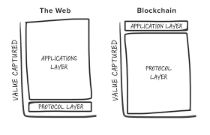 The Web
Blockchain
VALUE CAPTURED
APPLICATIONS
LAYER
PROTOCOL LAYER
VALUE CAPTURED
APPLICATION LAYER
PROTOCOL
LAYER